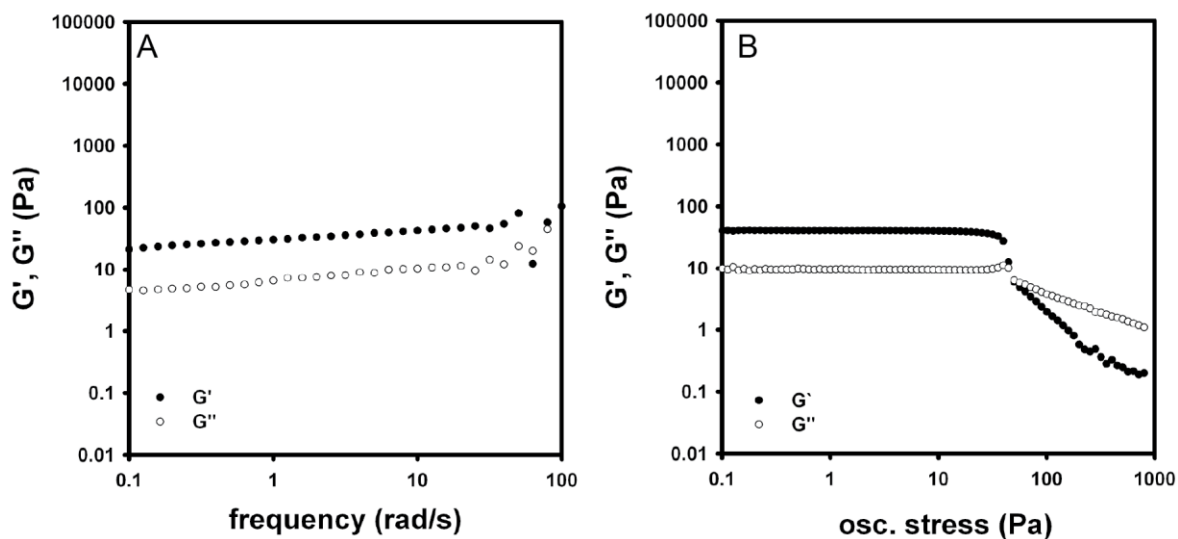 A
G', G'' (Pa)
100000
10000
1000
100
10
1
0.1
0.01
G'
G''
0.1 1 10 100
frequency (rad/s)
B
G', G'' (Pa)
100000
10000
1000
100
10
1
0.1
0.01
G`
G''
0.1 1 10 100 1000
osc. stress (Pa)